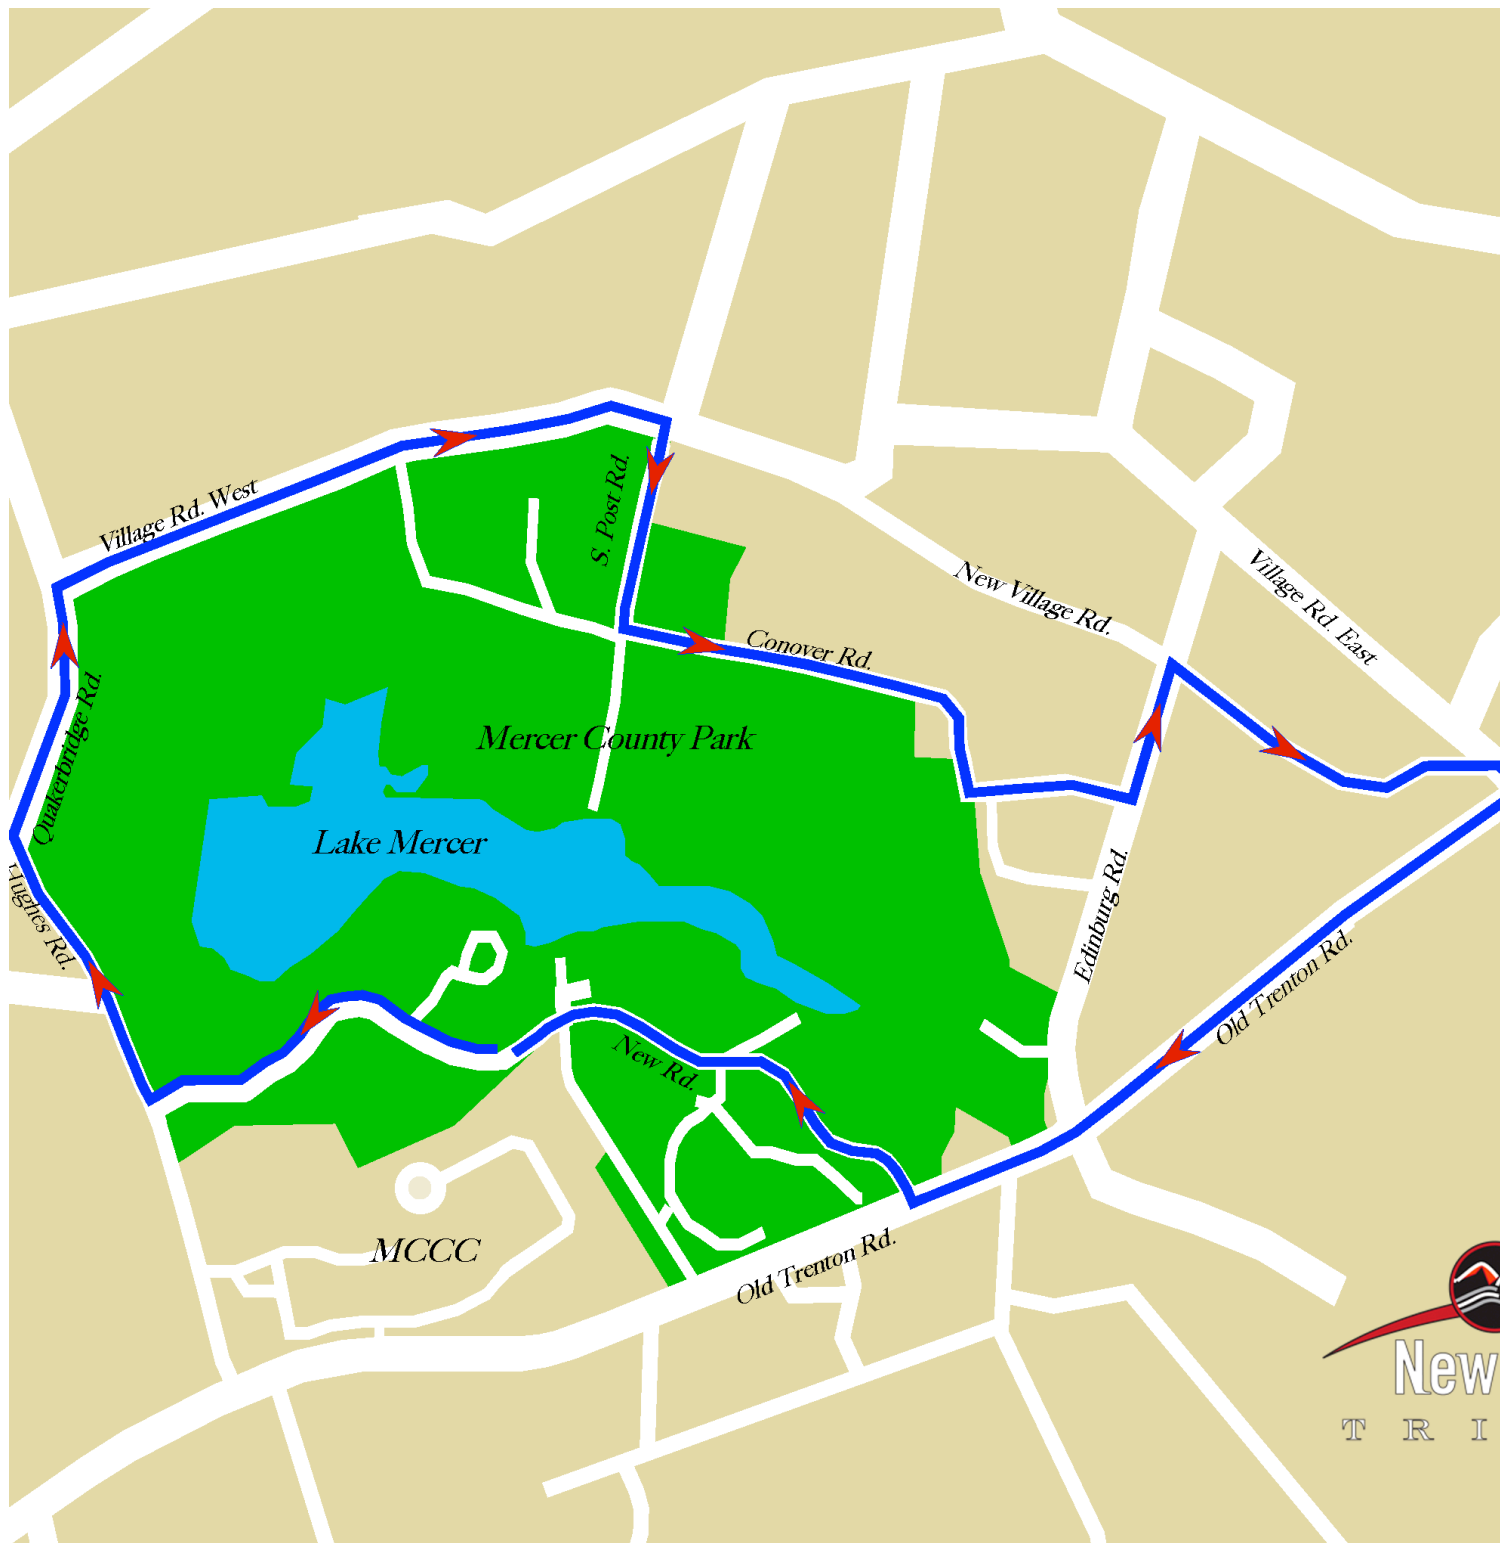 Village Rd. West
S. Post Rd.
New Village Rd.
Village Rd. East
Conover Rd.
Quakerbridge Rd.
Mercer County Park
Lake Mercer
Hughes Rd.
Edinburg Rd.
Old Trenton Rd.
New Rd.
MCCC
Old Trenton Rd.
New
TRI